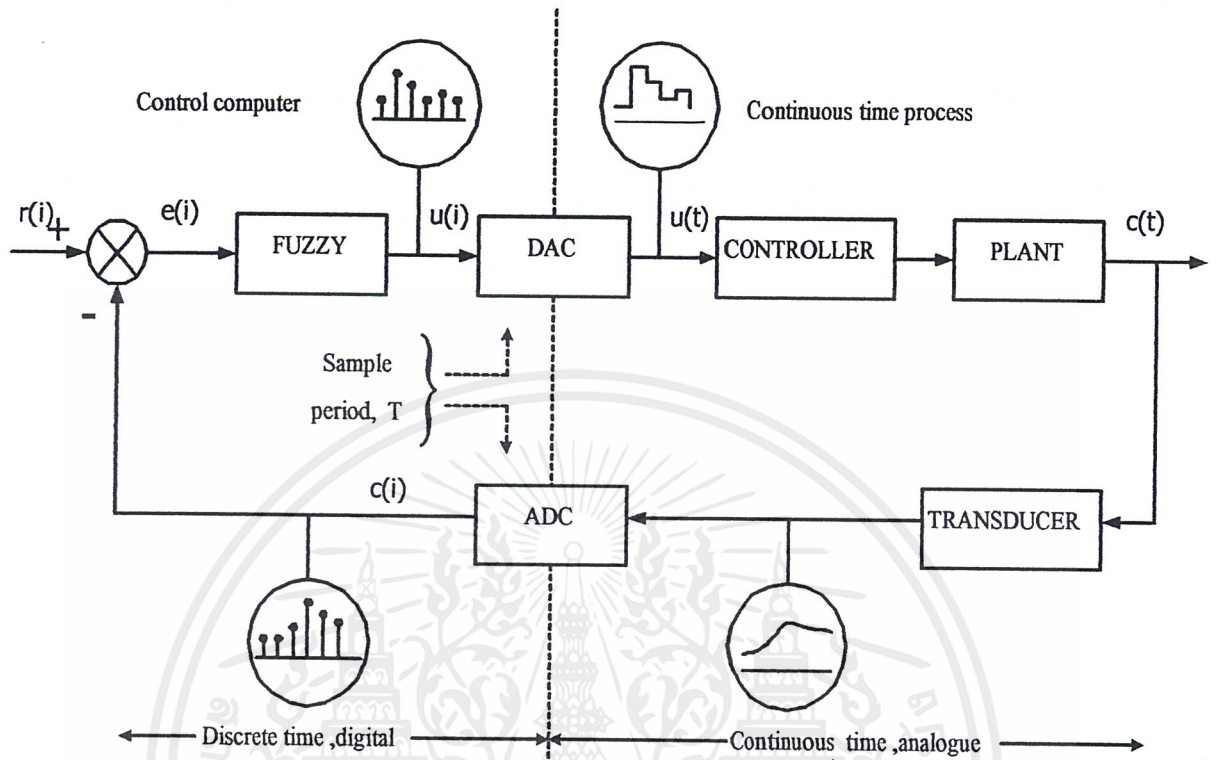 Control computer
Continuous time process
r(i)
+
e(i)
FUZZY
u(i)
DAC
u(t)
CONTROLLER
PLANT
c(t)
-
Sample
period, T
c(i)
ADC
TRANSDUCER
Discrete time ,digital
Continuous time ,analogue